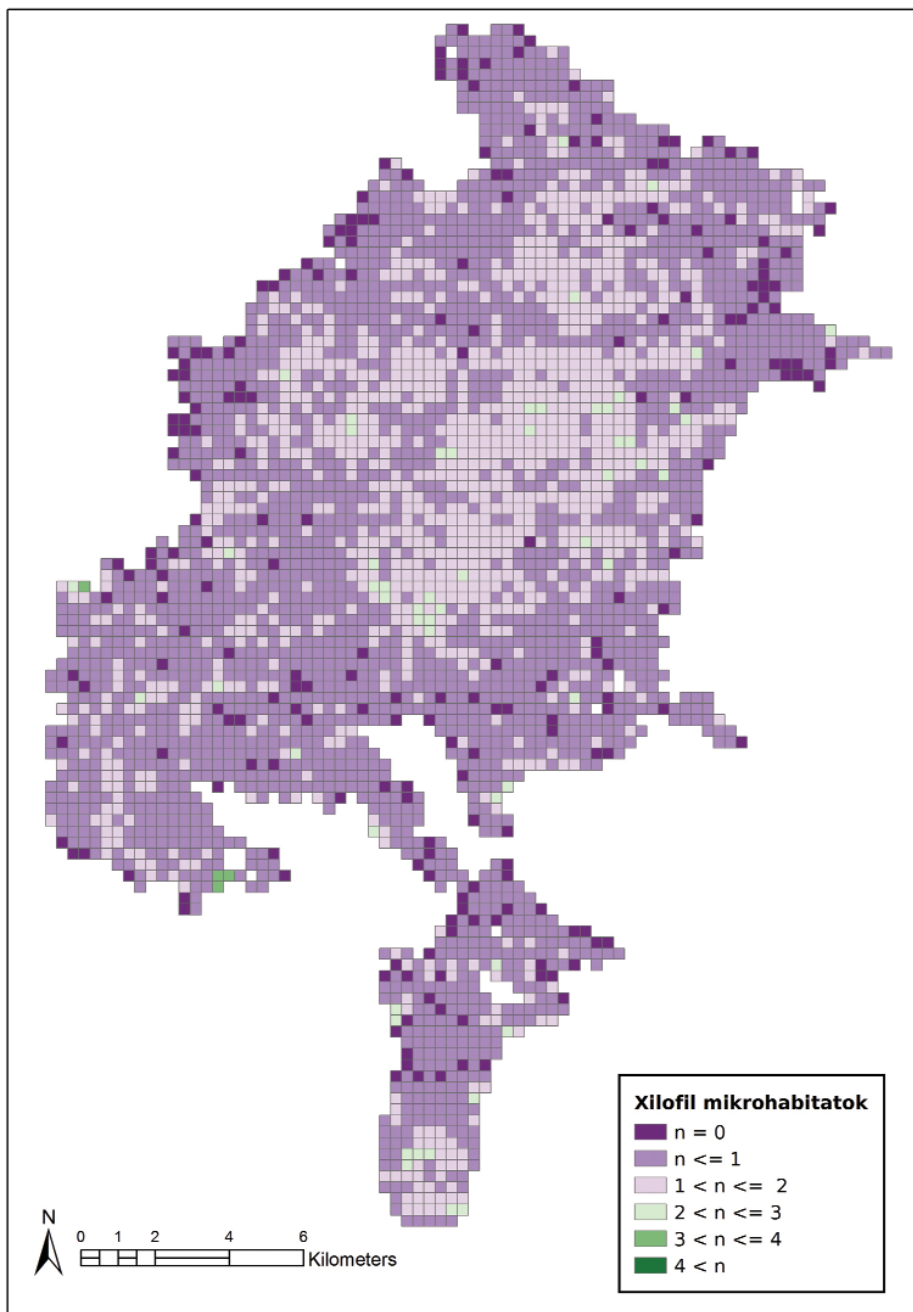 Xilofil mikrohabitatok
n = 0
n <= 1
1 < n <= 2
2 < n <= 3
3 < n <= 4
4 < n
N
0 1 2 4 6
Kilometers